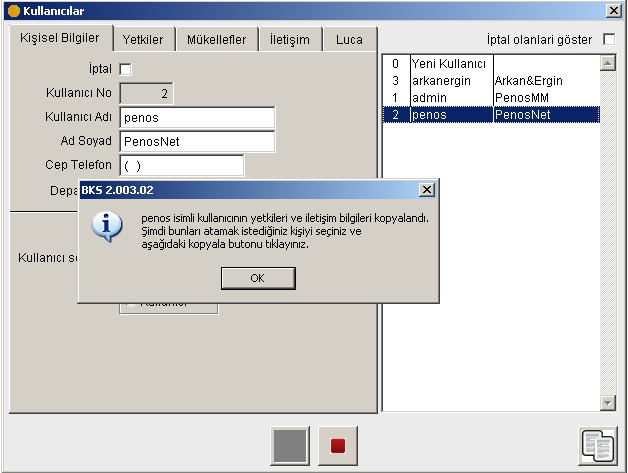 Kullanıcılar
Kişisel Bilgiler Yetkiler Mükellefler İletişim Luca
İptal olanlari göster
İptal
Kullanıcı No 2
Kullanıcı Adı penos
Ad Soyad PenosNet
Cep Telefon ( )
Depa
Kullanıcı se
0 Yeni Kullanıcı
3 arkanergin Arkan&Ergin
1 admin PenosMM
2 penos PenosNet
BKS 2.003.02
penos isimli kullanıcının yetkileri ve iletişim bilgileri kopyalandı.
Şimdi bunları atamak istediğiniz kişiyi seçiniz ve
aşağıdaki kopyala butonu tıklayınız.
OK